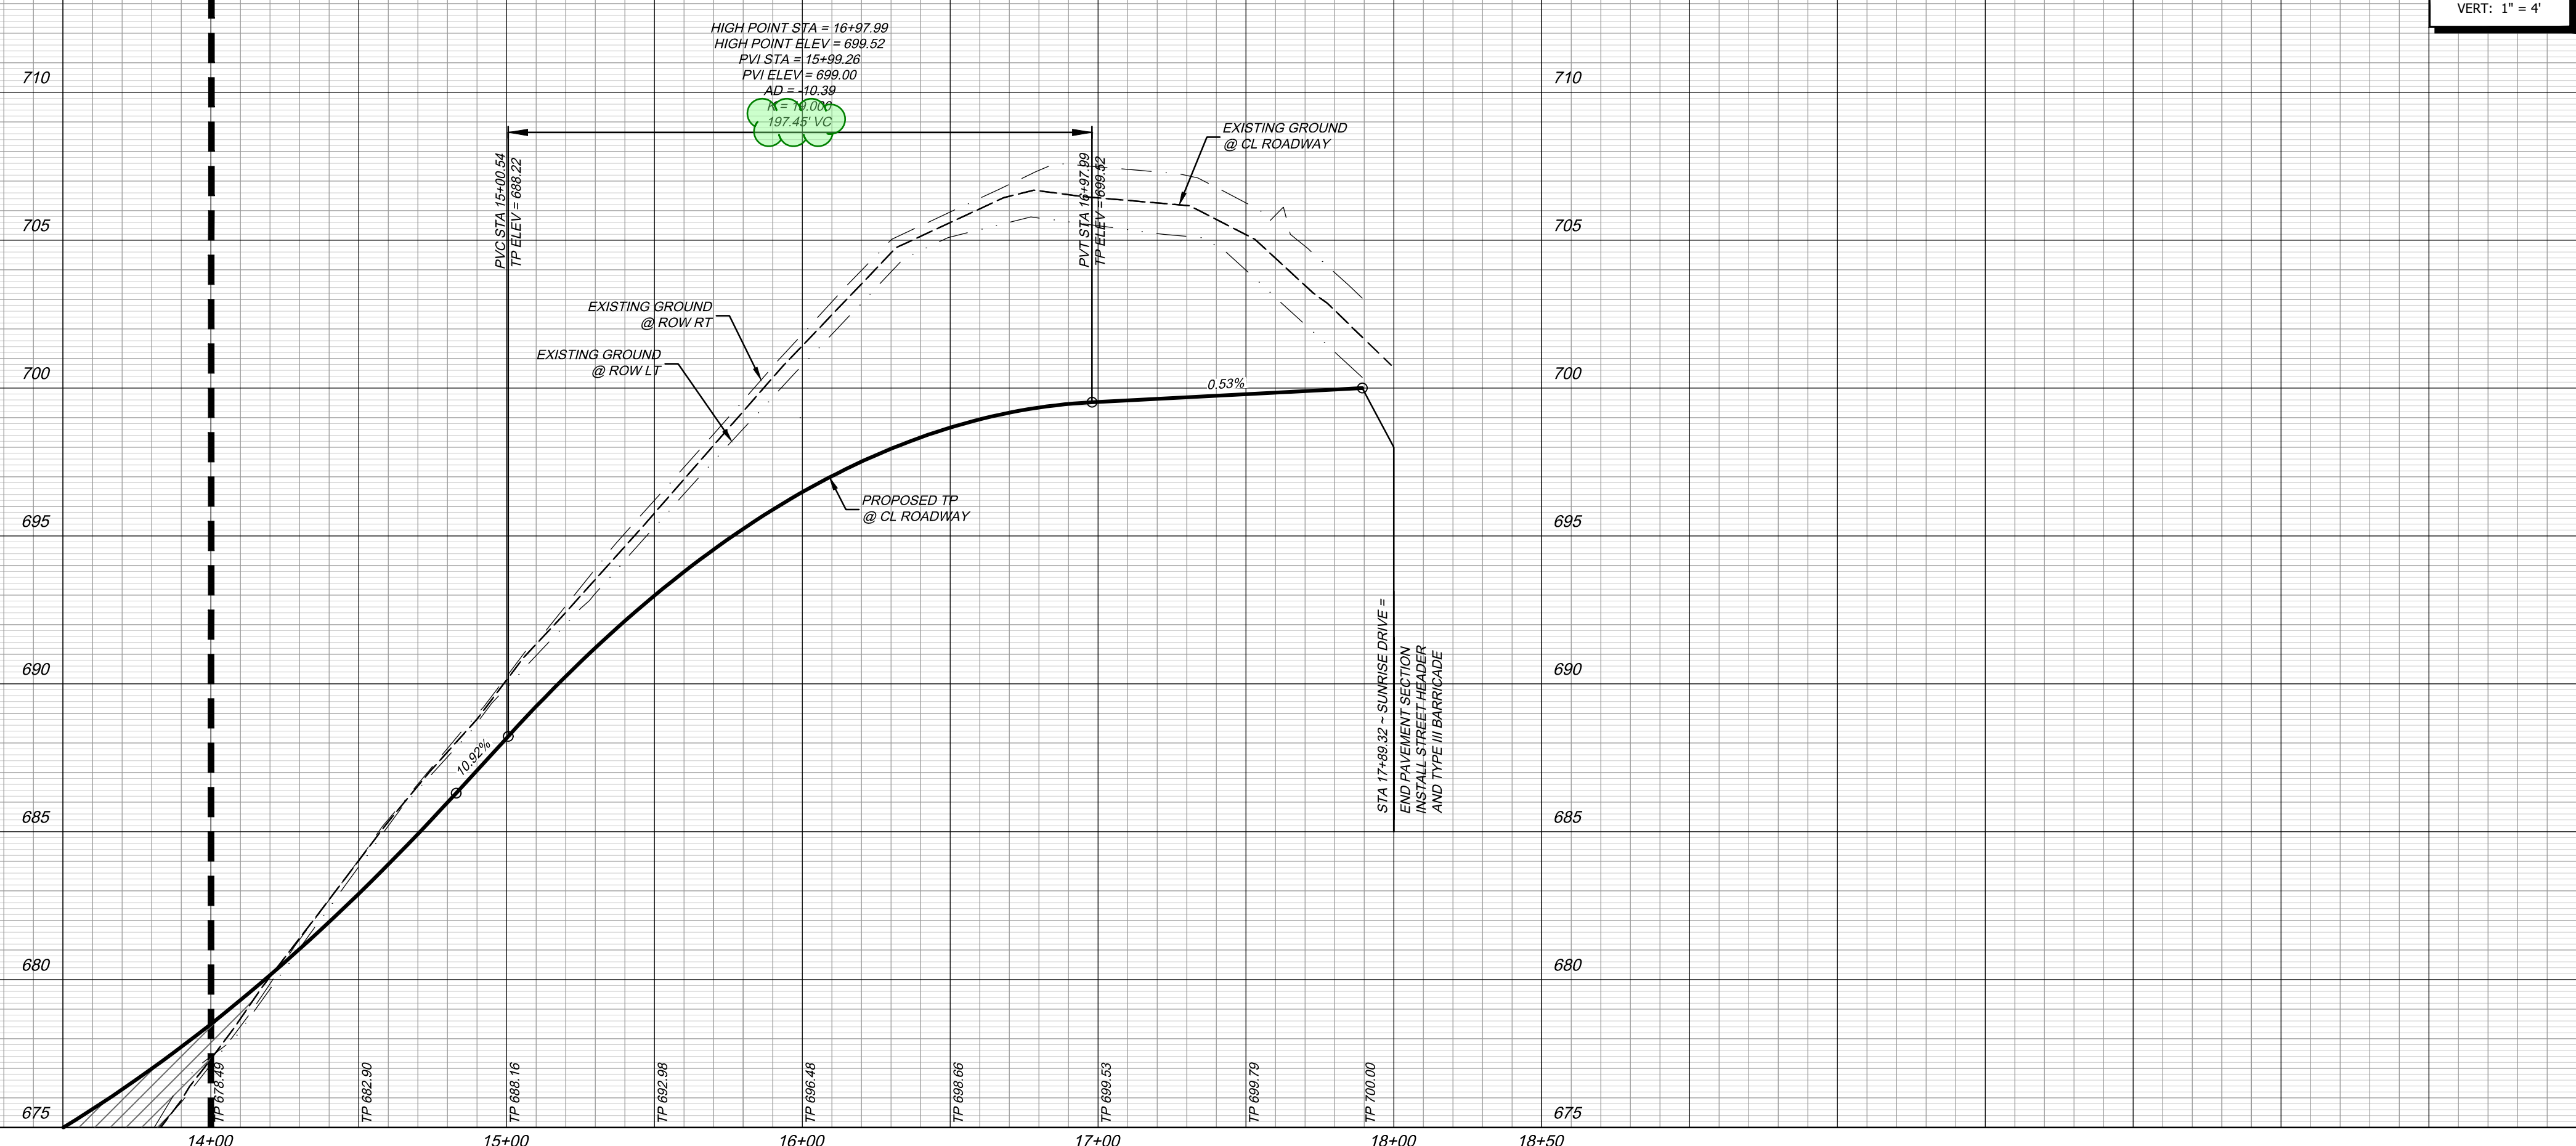 VERT: 1" = 4'
HIGH POINT STA = 16+97.99
HIGH POINT ELEV = 699.52
PVI STA = 15+99.26
PVI ELEV = 699.00
AD = -10.39
K = 19.000
197.45' VC
PVC STA 15+00.54
TP ELEV = 688.22
PVT STA 16+97.99
TP ELEV = 699.52
EXISTING GROUND
@ CL ROADWAY
EXISTING GROUND
@ ROW RT
EXISTING GROUND
@ ROW LT
PROPOSED TP
@ CL ROADWAY
10.92%
0.53%
STA 17+89.32 ~ SUNRISE DRIVE =
END PAVEMENT SECTION
INSTALL STREET HEADER
AND TYPE III BARRICADE
710
705
700
695
690
685
680
675
710
705
700
695
690
685
680
675
TP 678.49
TP 682.90
TP 688.16
TP 692.98
TP 696.48
TP 698.66
TP 699.53
TP 699.79
TP 700.00
14+00
15+00
16+00
17+00
18+00
18+50